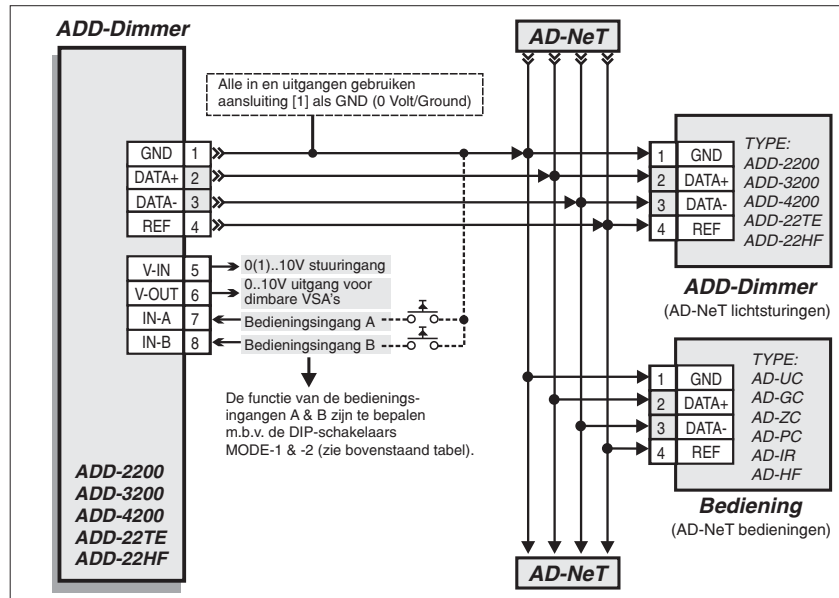 ADD-Dimmer
AD-NeT
Alle in en uitgangen gebruiken
aansluiting [1] als GND (0 Volt/Ground)
GND 1
DATA+ 2
DATA- 3
REF 4
V-IN 5
V-OUT 6
IN-A 7
IN-B 8
0(1)..10V stuuringang
0..10V uitgang voor
dimbare VSA's
Bedieningsingang A
Bedieningsingang B
De functie van de bedienings-
ingangen A & B zijn te bepalen
m.b.v. de DIP-schakelaars
MODE-1 & -2 (zie bovenstaand tabel).
ADD-2200
ADD-3200
ADD-4200
ADD-22TE
ADD-22HF
1 GND
2 DATA+
3 DATA-
4 REF
TYPE:
ADD-2200
ADD-3200
ADD-4200
ADD-22TE
ADD-22HF
ADD-Dimmer
(AD-NeT lichtsturingen)
1 GND
2 DATA+
3 DATA-
4 REF
TYPE:
AD-UC
AD-GC
AD-ZC
AD-PC
AD-IR
AD-HF
Bediening
(AD-NeT bedieningen)
AD-NeT